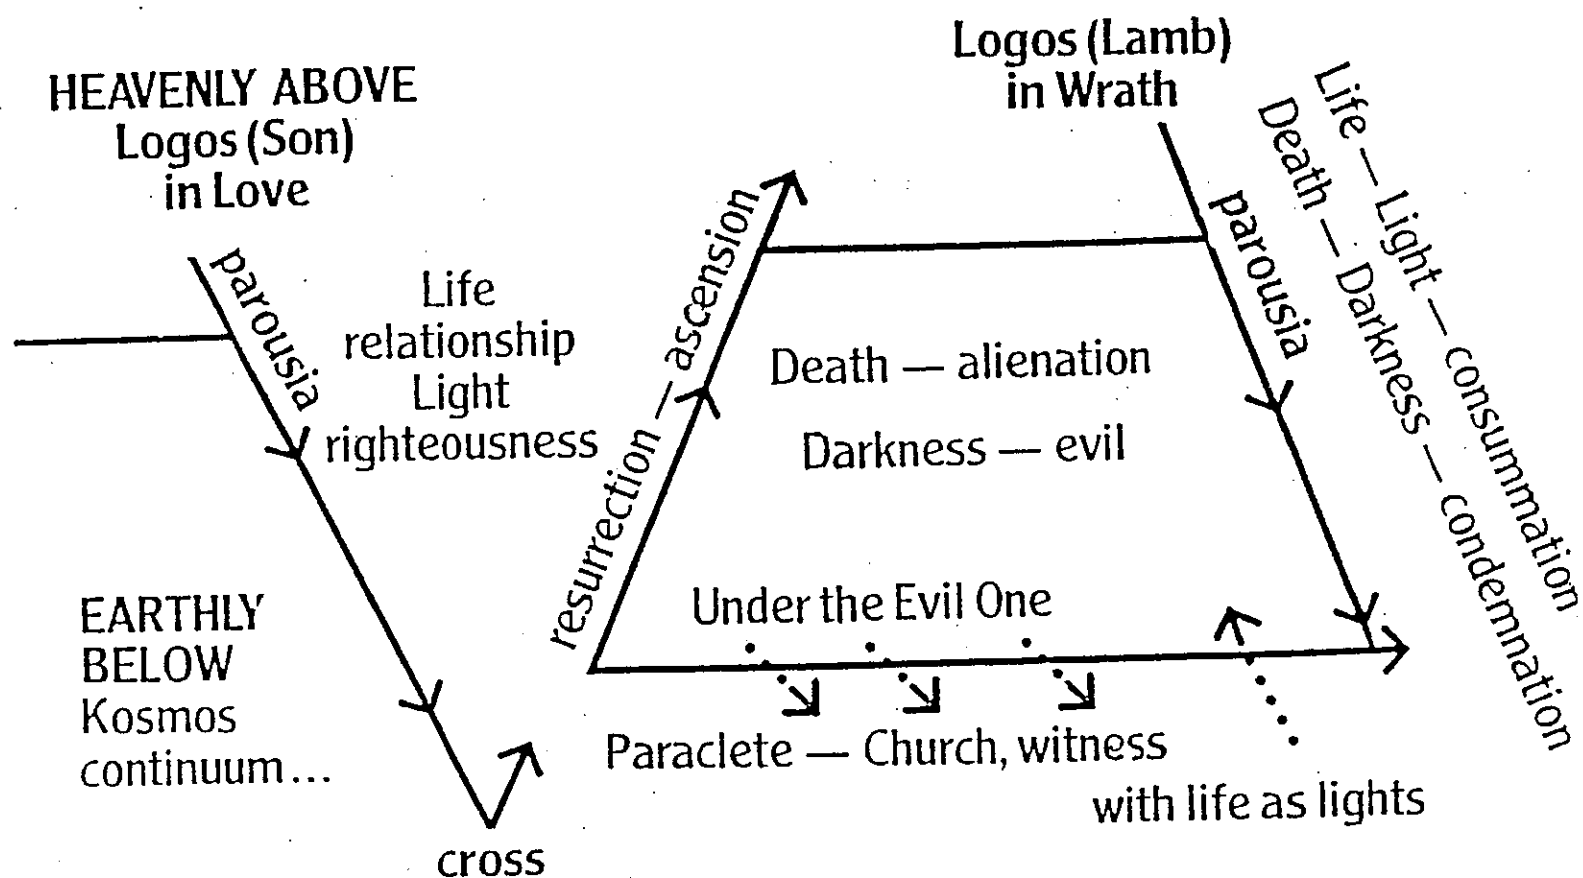 HEAVENLY ABOVE
Logos (Son)
in Love
parousia
Life
relationship
Light
righteousness
EARTHLY
BELOW
Kosmos
continuum...
cross
resurrection — ascension
Logos (Lamb)
in Wrath
parousia
Life — Light — consummation
Death — Darkness — condemnation
Death — alienation
Darkness — evil
Under the Evil One
Paraclete — Church, witness
with life as lights